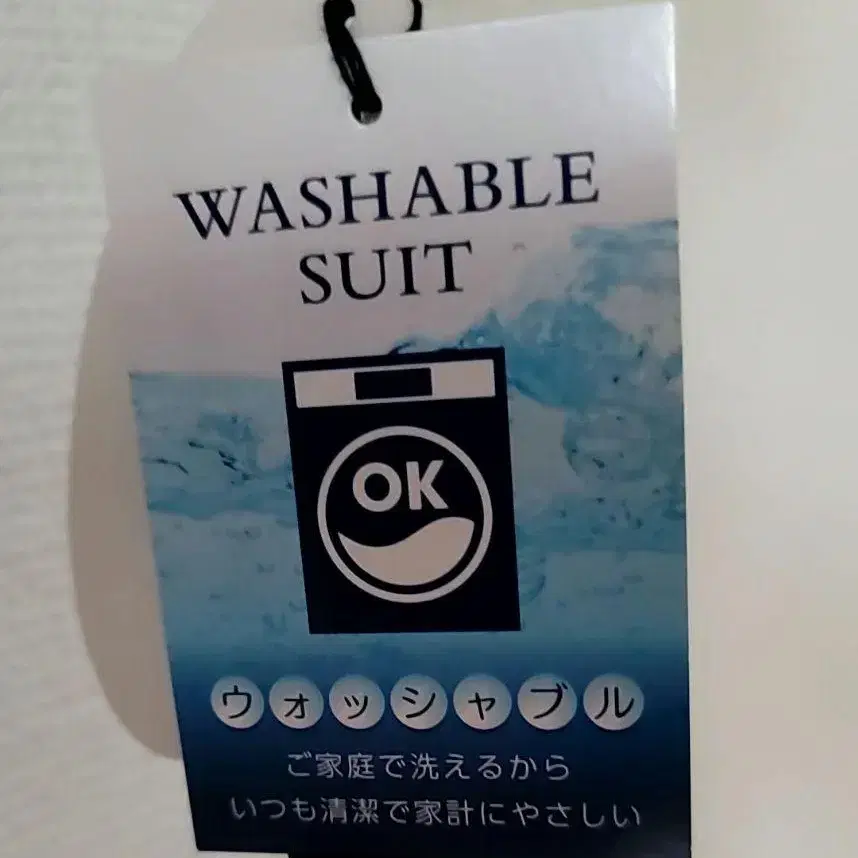 WASHABLE
SUIT
OK
ウォッシャブル
ご家庭で洗えるから
いつも清潔で家計にやさしい